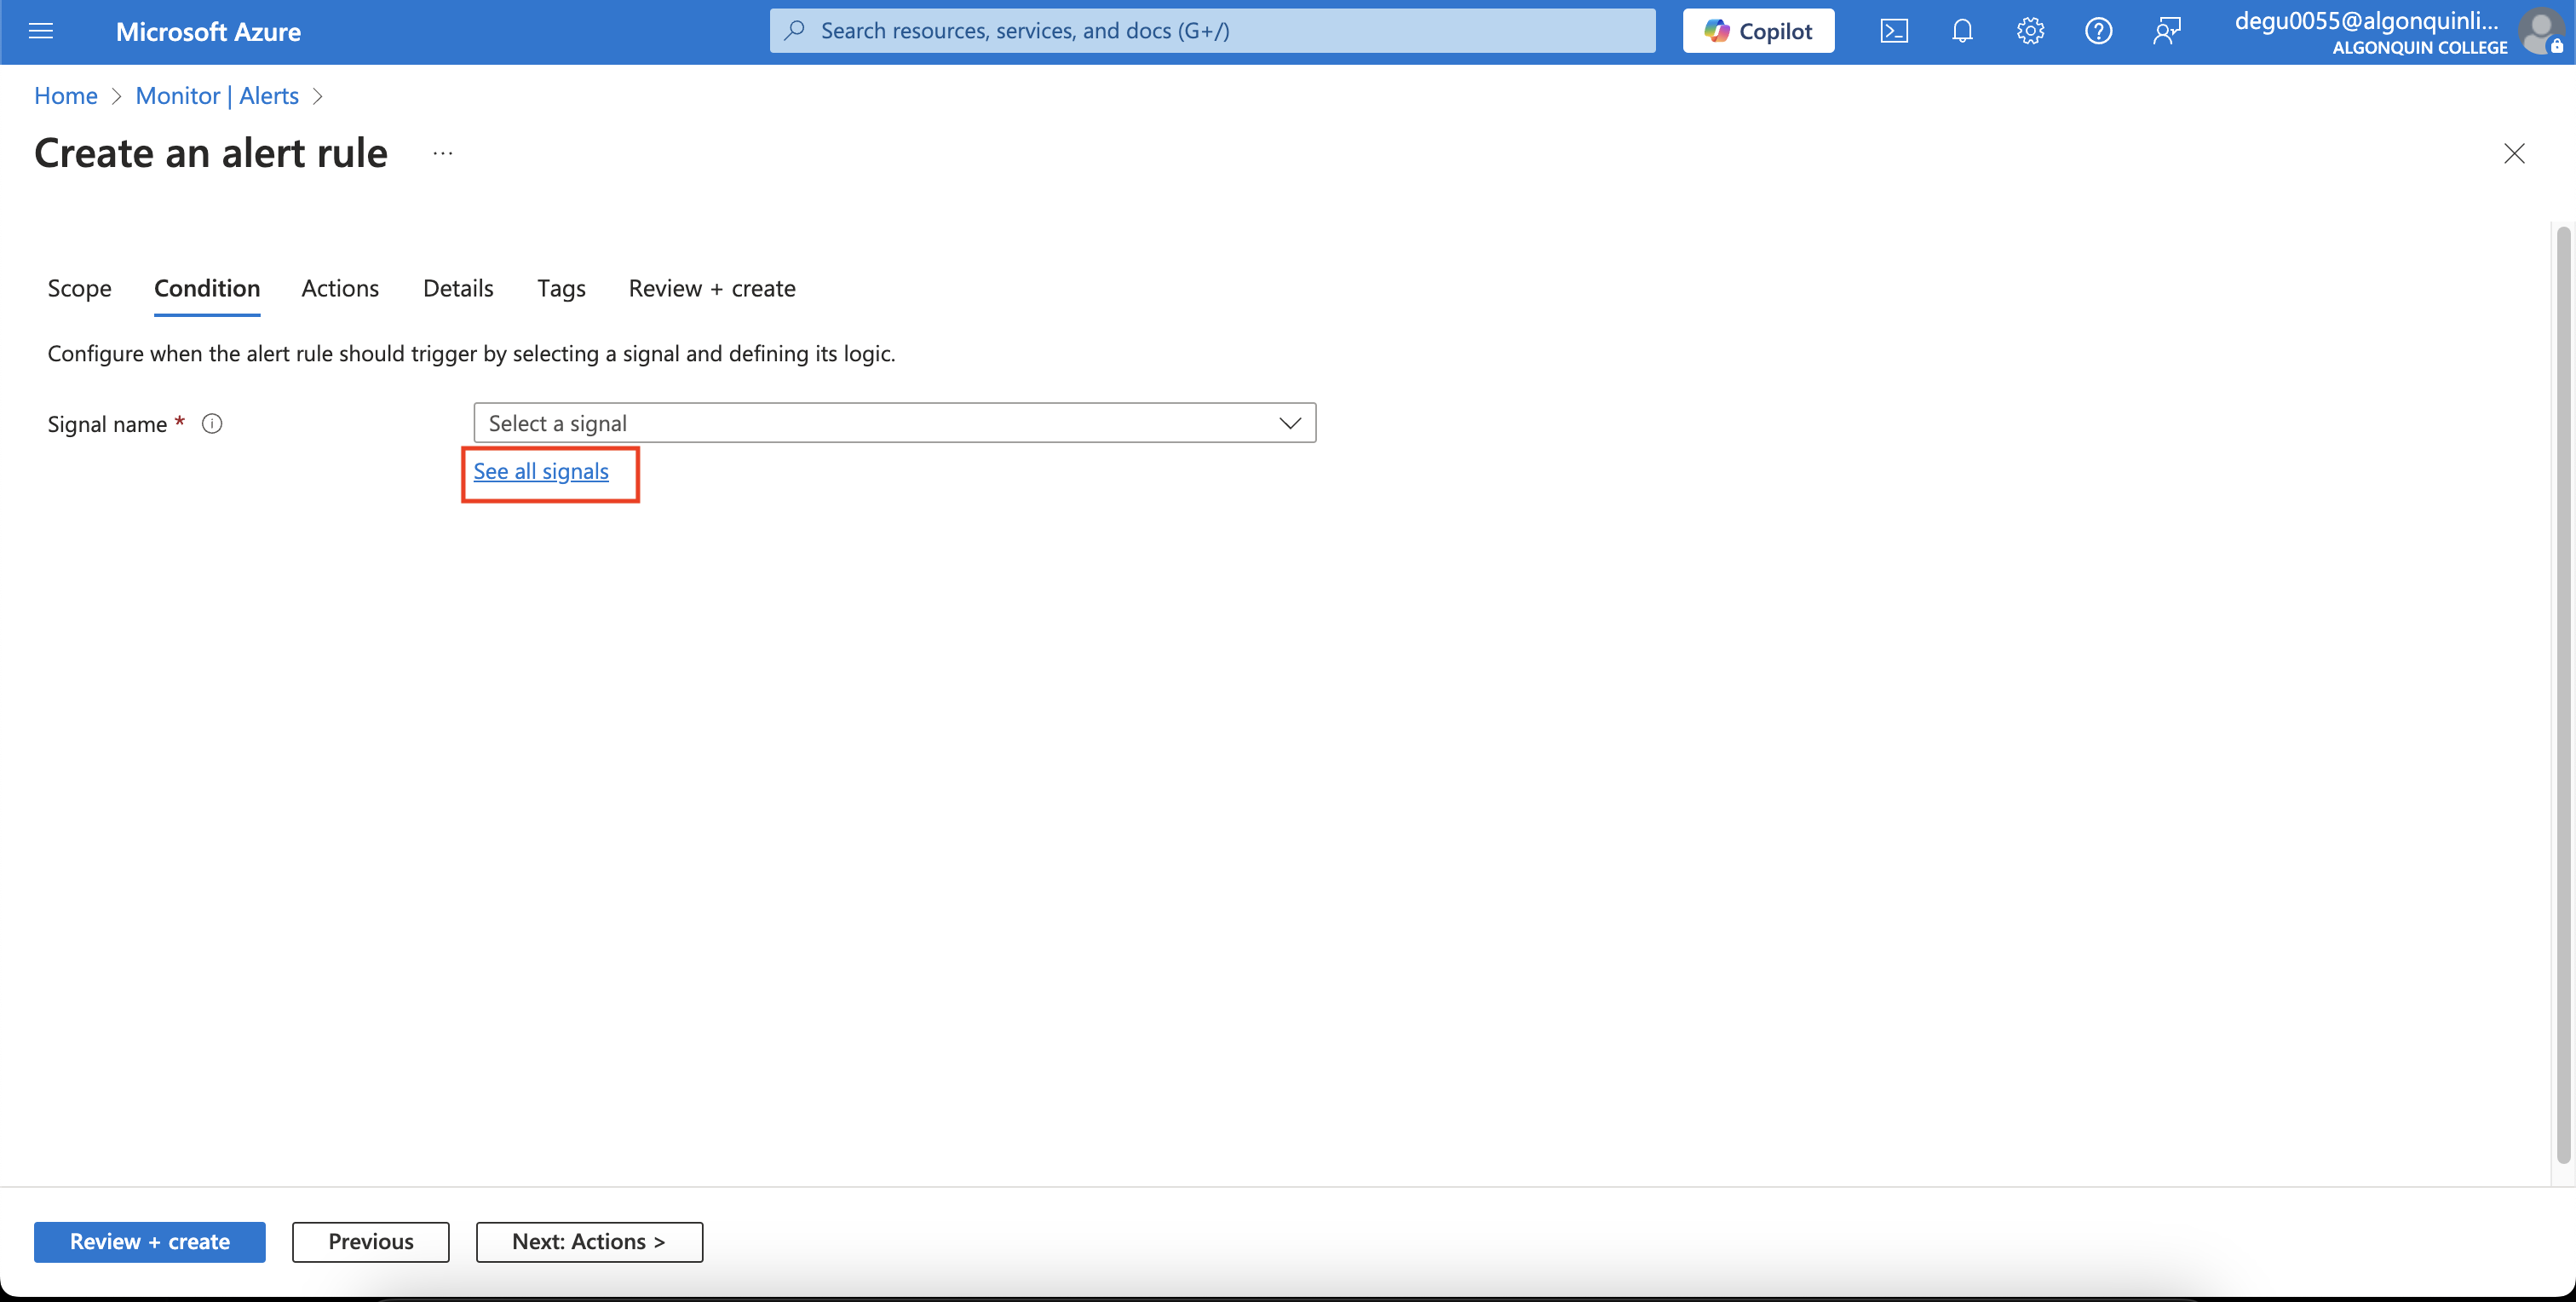 Microsoft Azure
Search resources, services, and docs (G+/)
Copilot
degu0055@algonquinli...
ALGONQUIN COLLEGE
Home > Monitor | Alerts >
Create an alert rule ...
Scope Condition Actions Details Tags Review + create
Configure when the alert rule should trigger by selecting a signal and defining its logic.
Signal name *
Select a signal
See all signals
Review + create Previous Next: Actions >